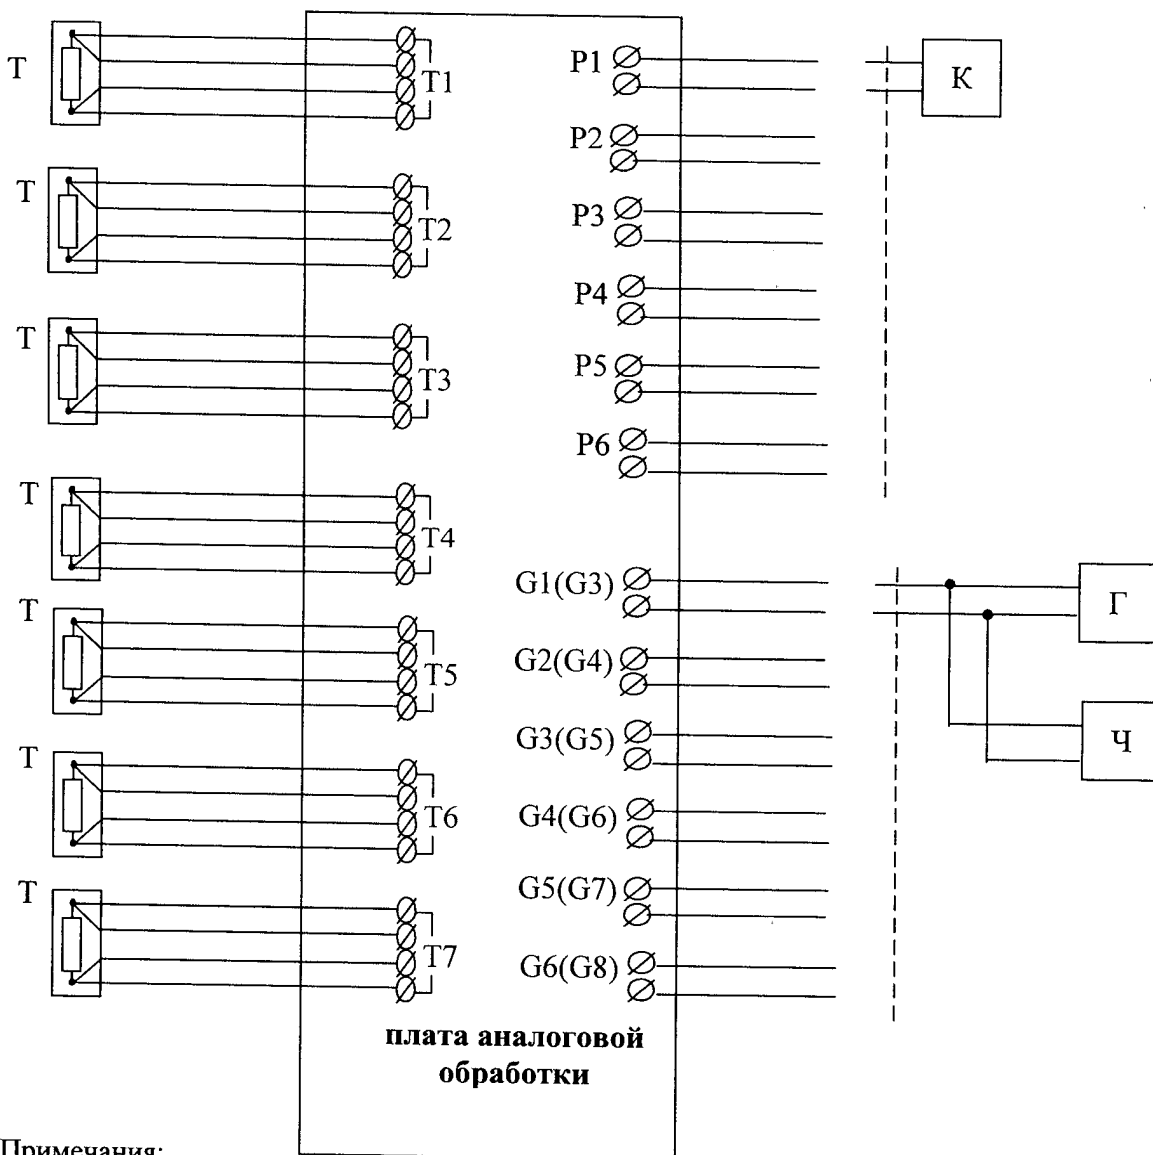 T T1 P1 К
T T2 P2
P3
T T3 P4
P5
P6
T T4
G1(G3) Г
T T5 G2(G4)
G3(G5) Ч
T T6 G4(G6)
G5(G7)
T T7 G6(G8)
плата аналоговой
обработки
Примечания: